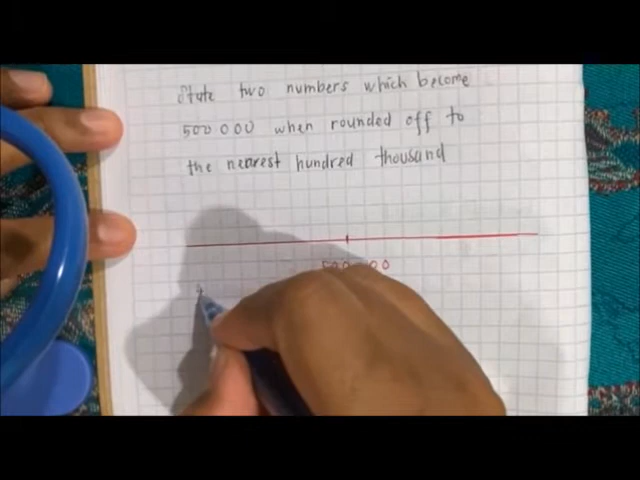 State two numbers which become
500 000 when rounded off to
the nearest hundred thousand